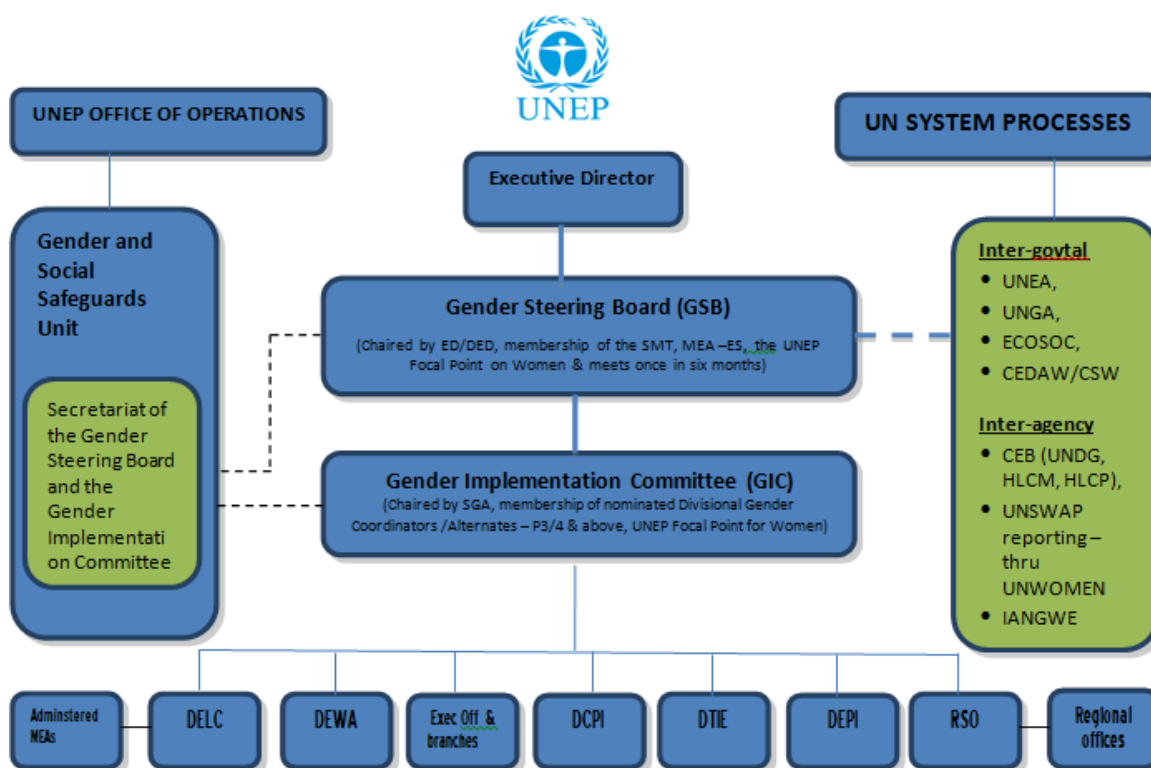 UNEP
UNEP OFFICE OF OPERATIONS
UN SYSTEM PROCESSES
Executive Director
Gender and
Social
Safeguards
Unit
Secretariat of
the Gender
Steering Board
and the
Gender
Implementati
on Committee
Gender Steering Board (GSB)
(Chaired by ED/DED, membership of the SMT, MEA –ES, the UNEP
Focal Point on Women & meets once in six months)
Gender Implementation Committee (GIC)
(Chaired by SGA, membership of nominated Divisional Gender
Coordinators /Alternates – P3/4 & above, UNEP Focal Point for Women)
Inter-govtal
• UNEA,
• UNGA,
• ECOSOC,
• CEDAW/CSW
Inter-agency
• CEB (UNDG,
HLCM, HLCP),
• UNSWAP
reporting –
thru
UNWOMEN
• IANGWE
Adminstered
MEAs
DELC
DEWA
Exec Off &
branches
DCPI
DTIE
DEPI
RSO
Regional
offices